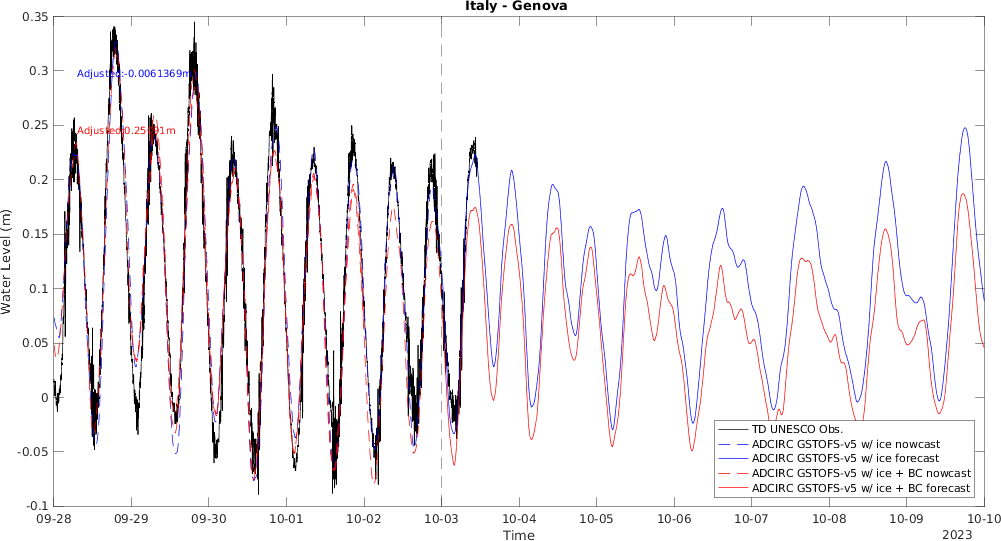 Italy - Genova
Water Level (m)
0.35
0.3
0.25
0.2
0.15
0.1
0.05
0
-0.05
-0.1
Adjusted:-0.0061369m
09-28
09-29
09-30
10-01
10-02
10-03
10-04
10-05
10-06
10-07
10-08
10-09
10-10
Time
2023
TD UNESCO Obs.
ADCIRC GSTOFS-v5 w/ ice nowcast
ADCIRC GSTOFS-v5 w/ ice forecast
ADCIRC GSTOFS-v5 w/ ice + BC nowcast
ADCIRC GSTOFS-v5 w/ ice + BC forecast